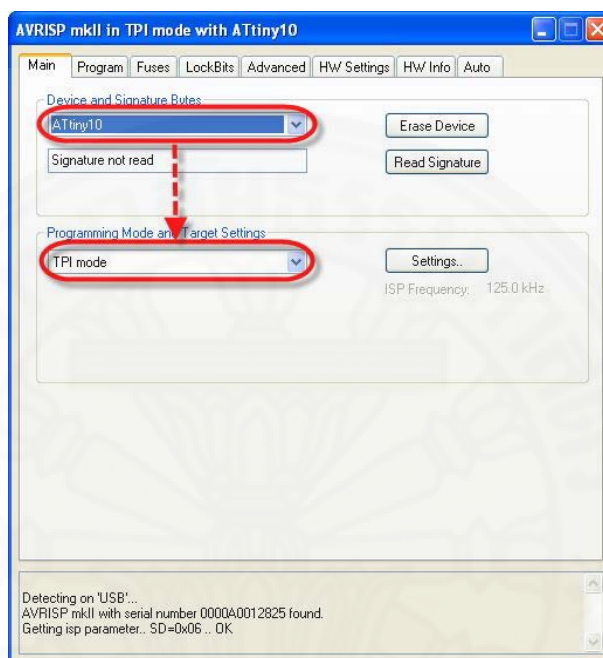 AVRISP mkII in TPI mode with ATtiny10
Main Program Fuses LockBits Advanced HW Settings HW Info Auto
Device and Signature Bytes
ATtiny10
Erase Device
Signature not read
Read Signature
Programming Mode and Target Settings
TPI mode
Settings..
ISP Frequency: 125.0 kHz
Detecting on 'USB'...
AVRISP mkII with serial number 0000A0012825 found.
Getting isp parameter.. SD=0x06 .. OK